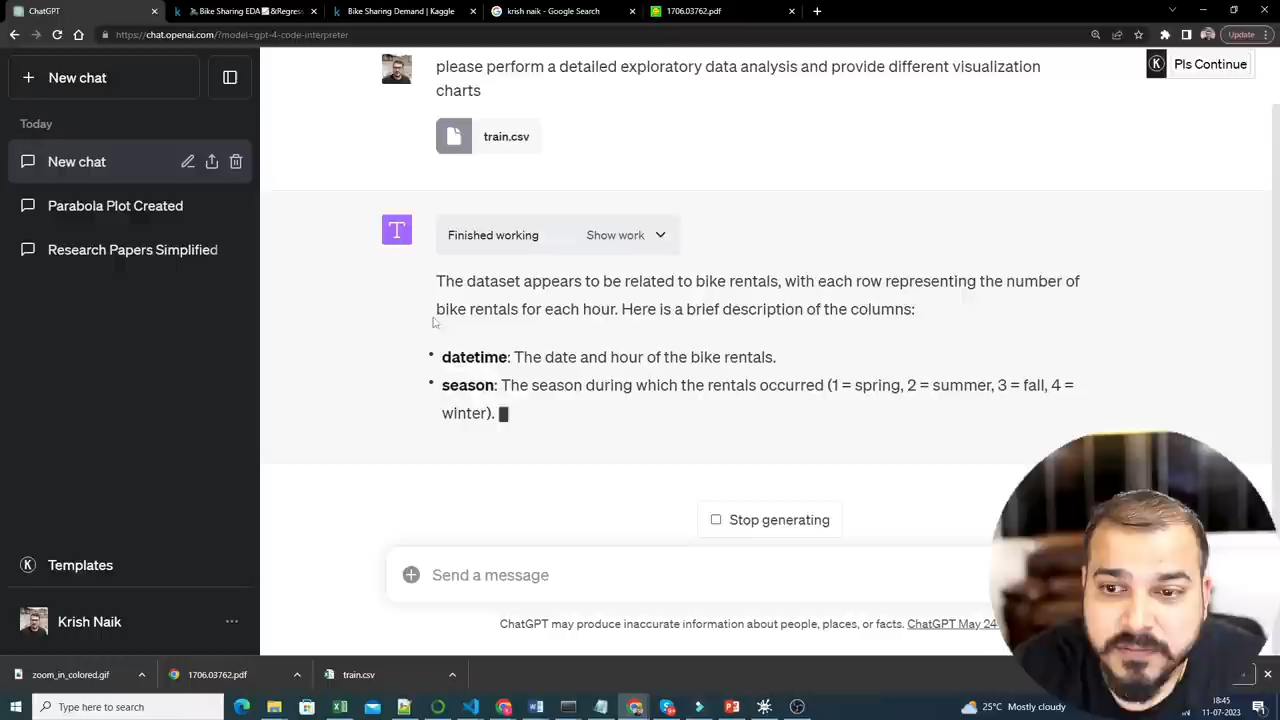 ChatGPT
Bike Sharing EDA &Regress
Bike Sharing Demand | Kaggle
krish naik - Google Search
1706.03762.pdf
https://chat.openai.com/?model=gpt-4-code-interpreter
Update
New chat
Today
New chat
Parabola Plot Created
Research Papers Simplified
Templates
Krish Naik
please perform a detailed exploratory data analysis and provide different visualization
charts
Pls Continue
train.csv
Finished working
Show work
The dataset appears to be related to bike rentals, with each row representing the number of
bike rentals for each hour. Here is a brief description of the columns:
• datetime: The date and hour of the bike rentals.
• season: The season during which the rentals occurred (1 = spring, 2 = summer, 3 = fall, 4 =
winter).
Stop generating
Send a message
ChatGPT may produce inaccurate information about people, places, or facts. ChatGPT May 24
zoom_in_colored.gif
1706.03762.pdf
train.csv
Type here to search
25°C Mostly cloudy
18:45
11-07-2023